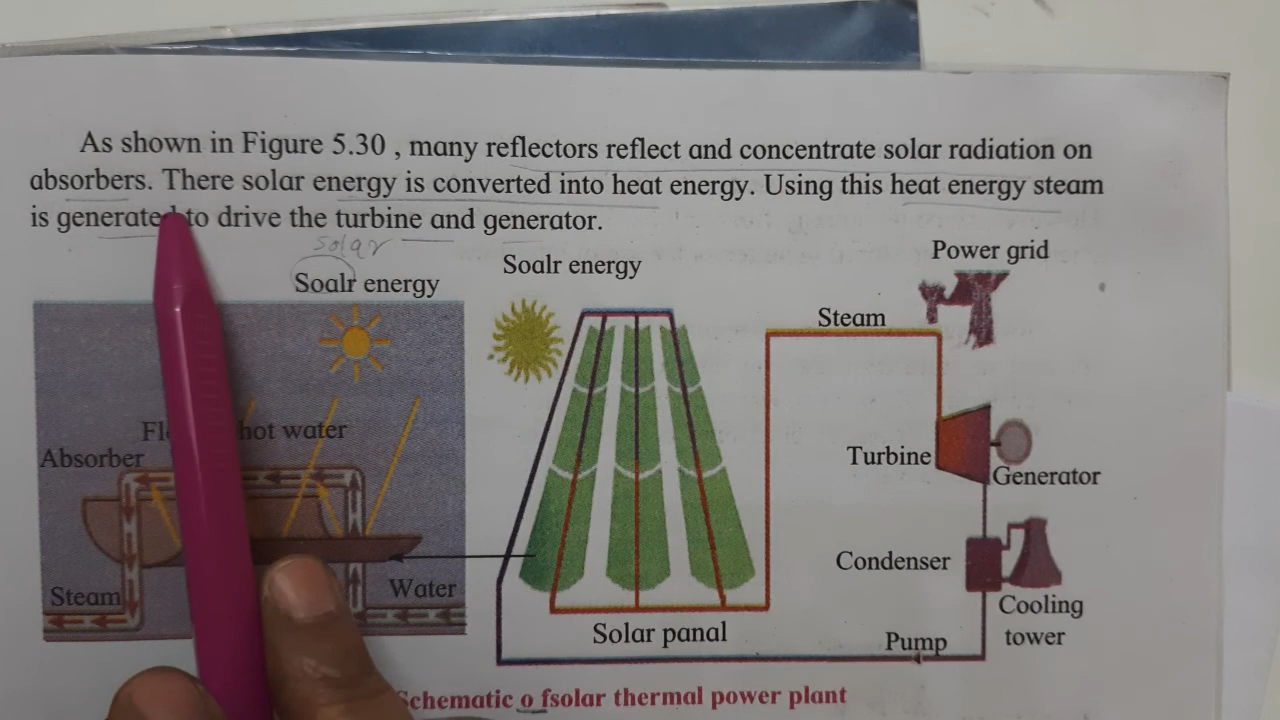 As shown in Figure 5.30 , many reflectors reflect and concentrate solar radiation on
absorbers. There solar energy is converted into heat energy. Using this heat energy steam
is generated to drive the turbine and generator.
solar
Soalr energy
Soalr energy
Power grid
Steam
hot water
Absorber
Turbine
Generator
Condenser
Steam
Water
Cooling
tower
Solar panal
Pump
Schematic o fsolar thermal power plant